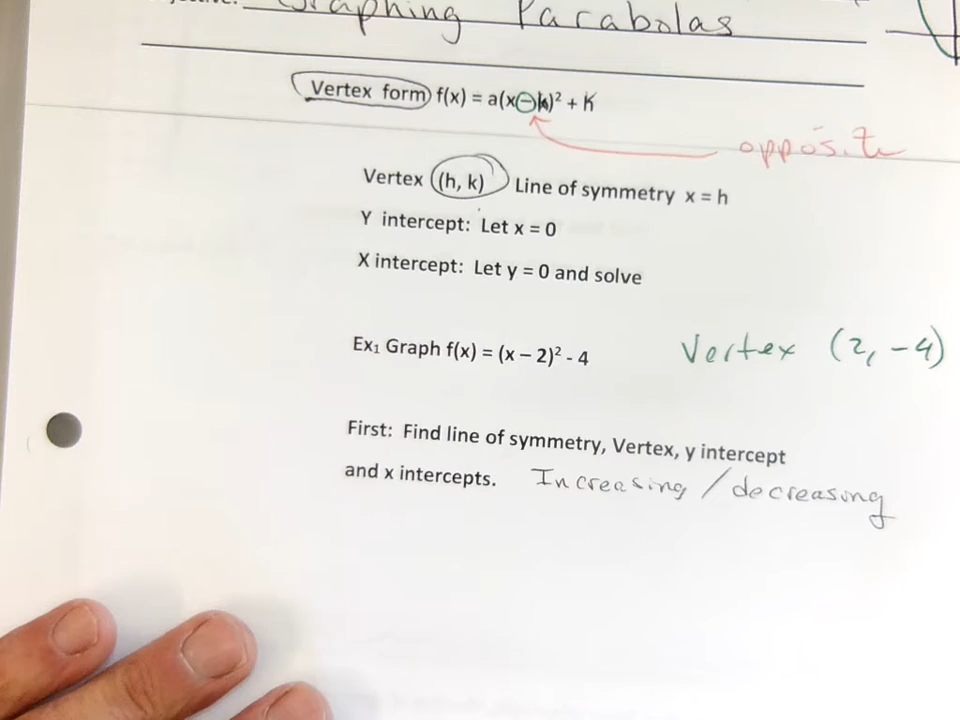 Graphing Parabolas
Vertex form f(x) = a(x – h)² + K
opposite
Vertex (h, k) Line of symmetry x = h
Y intercept: Let x = 0
X intercept: Let y = 0 and solve
Ex₁ Graph f(x) = (x – 2)² - 4 Vertex (2, -4)
First: Find line of symmetry, Vertex, y intercept
and x intercepts. Increasing / decreasing